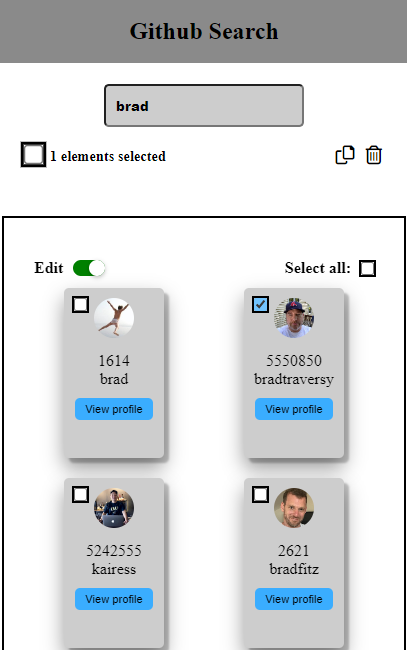 Github Search
brad
1 elements selected
Edit
Select all:
1614
brad
View profile
5550850
bradtraversy
View profile
5242555
kairess
View profile
2621
bradfitz
View profile